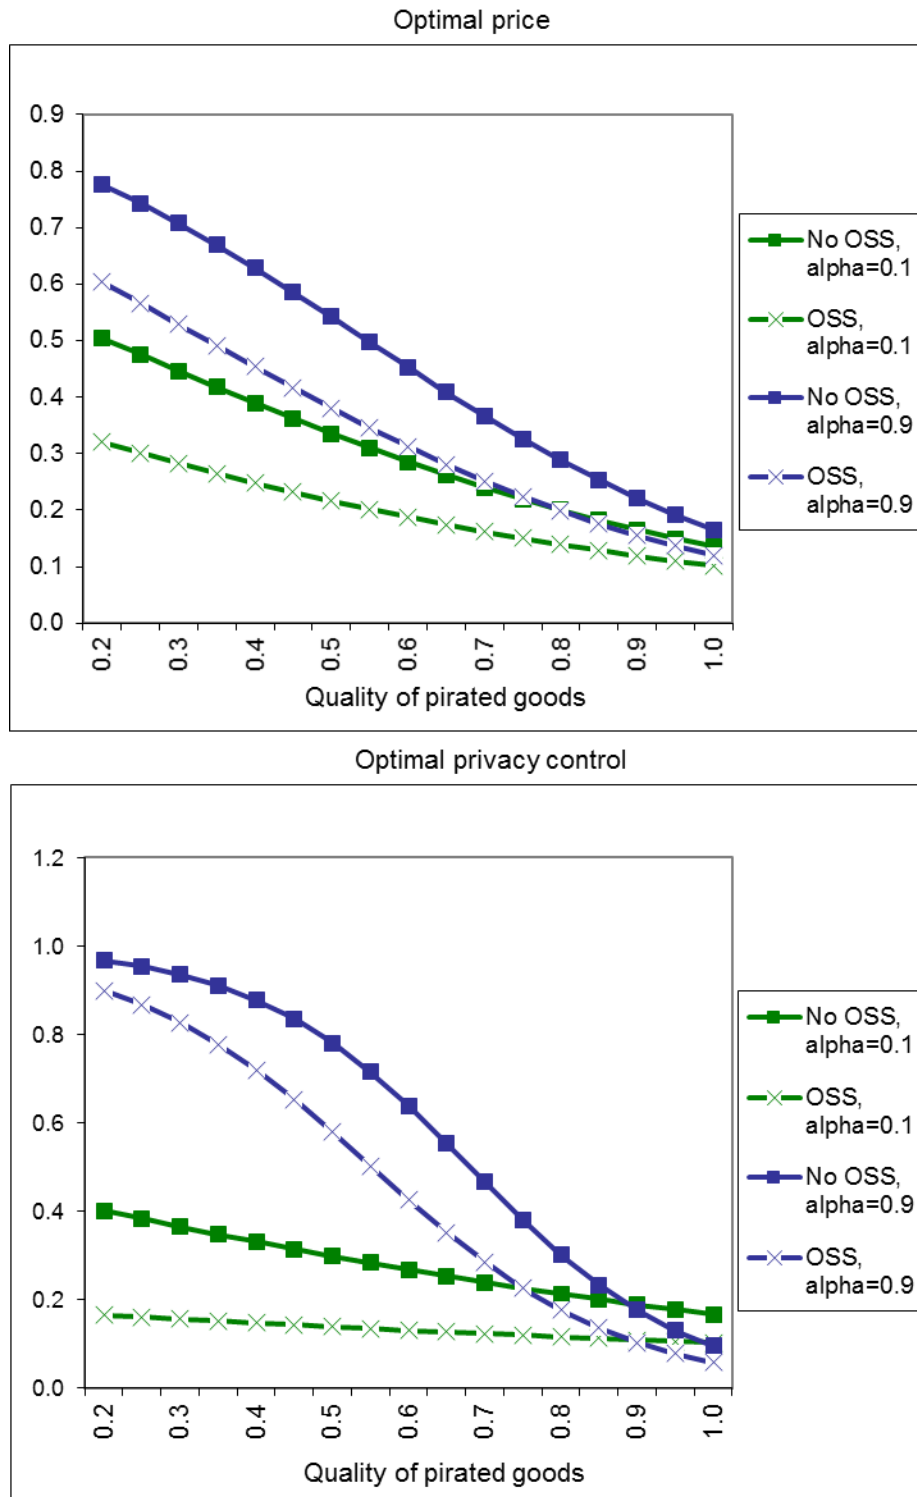 Optimal price
0.9
0.8
0.7
0.6
0.5
0.4
0.3
0.2
0.1
0.0
0.2
0.3
0.4
0.5
0.6
0.7
0.8
0.9
1.0
Quality of pirated goods
No OSS,
alpha=0.1
OSS,
alpha=0.1
No OSS,
alpha=0.9
OSS,
alpha=0.9
Optimal privacy control
1.2
1.0
0.8
0.6
0.4
0.2
0.0
0.2
0.3
0.4
0.5
0.6
0.7
0.8
0.9
1.0
Quality of pirated goods
No OSS,
alpha=0.1
OSS,
alpha=0.1
No OSS,
alpha=0.9
OSS,
alpha=0.9